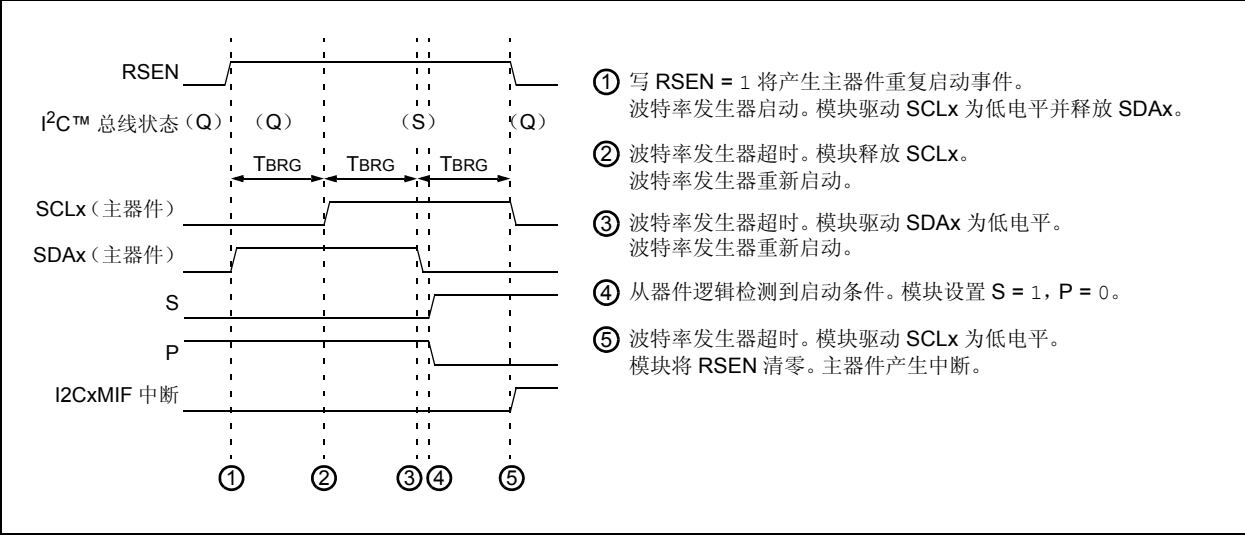 RSEN
I²C™ 总线状态（Q） （Q） （S） （Q）
TBRG TBRG TBRG
SCLx（主器件）
SDAx（主器件）
S
P
I2CxMIF 中断
① ② ③ ④ ⑤
① 写 RSEN = 1 将产生主器件重复启动事件。
波特率发生器启动。模块驱动 SCLx 为低电平并释放 SDAx。
② 波特率发生器超时。模块释放 SCLx。
波特率发生器重新启动。
③ 波特率发生器超时。模块驱动 SDAx 为低电平。
波特率发生器重新启动。
④ 从器件逻辑检测到启动条件。模块设置 S = 1，P = 0。
⑤ 波特率发生器超时。模块驱动 SCLx 为低电平。
模块将 RSEN 清零。主器件产生中断。